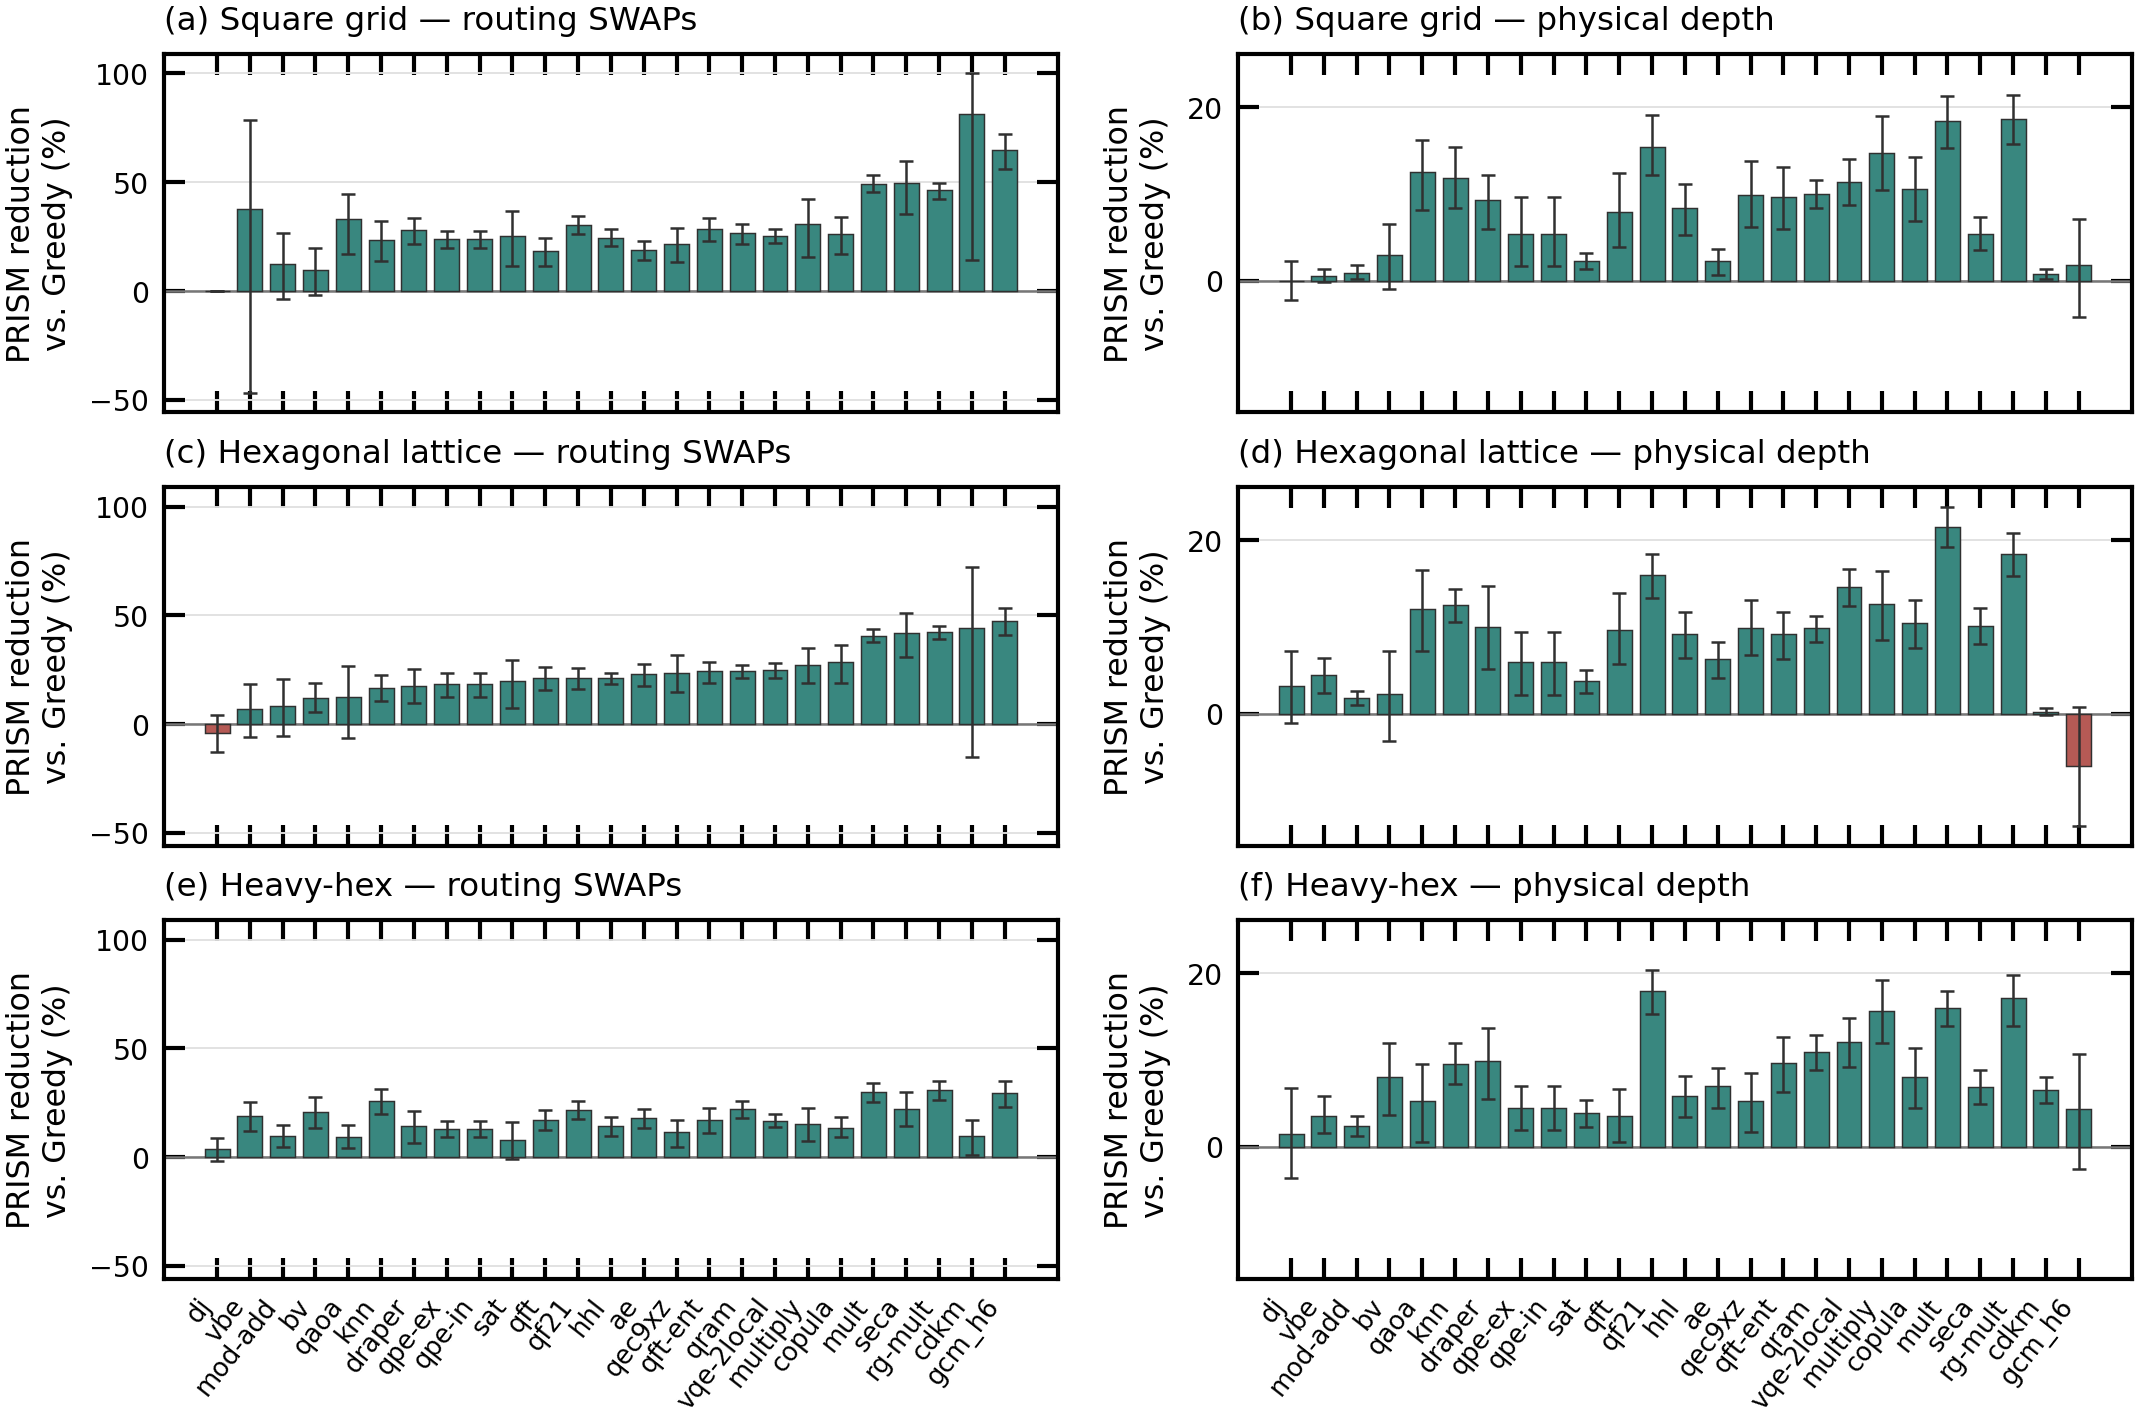 (a) Square grid — routing SWAPs
PRISM reduction
vs. Greedy (%)
100
50
0
−50
(b) Square grid — physical depth
PRISM reduction
vs. Greedy (%)
20
0
(c) Hexagonal lattice — routing SWAPs
PRISM reduction
vs. Greedy (%)
100
50
0
−50
(d) Hexagonal lattice — physical depth
PRISM reduction
vs. Greedy (%)
20
0
(e) Heavy-hex — routing SWAPs
PRISM reduction
vs. Greedy (%)
100
50
0
−50
dj
vbe
mod-add
bv
qaoa
knn
draper
qpe-ex
qpe-in
sat
qft
qf21
hhl
ae
qec9xz
qft-ent
qram
vqe-2local
multiply
copula
mult
seca
rg-mult
cdkm
gcm_h6
(f) Heavy-hex — physical depth
PRISM reduction
vs. Greedy (%)
20
0
dj
vbe
mod-add
bv
qaoa
knn
draper
qpe-ex
qpe-in
sat
qft
qf21
hhl
ae
qec9xz
qft-ent
qram
vqe-2local
multiply
copula
mult
seca
rg-mult
cdkm
gcm_h6